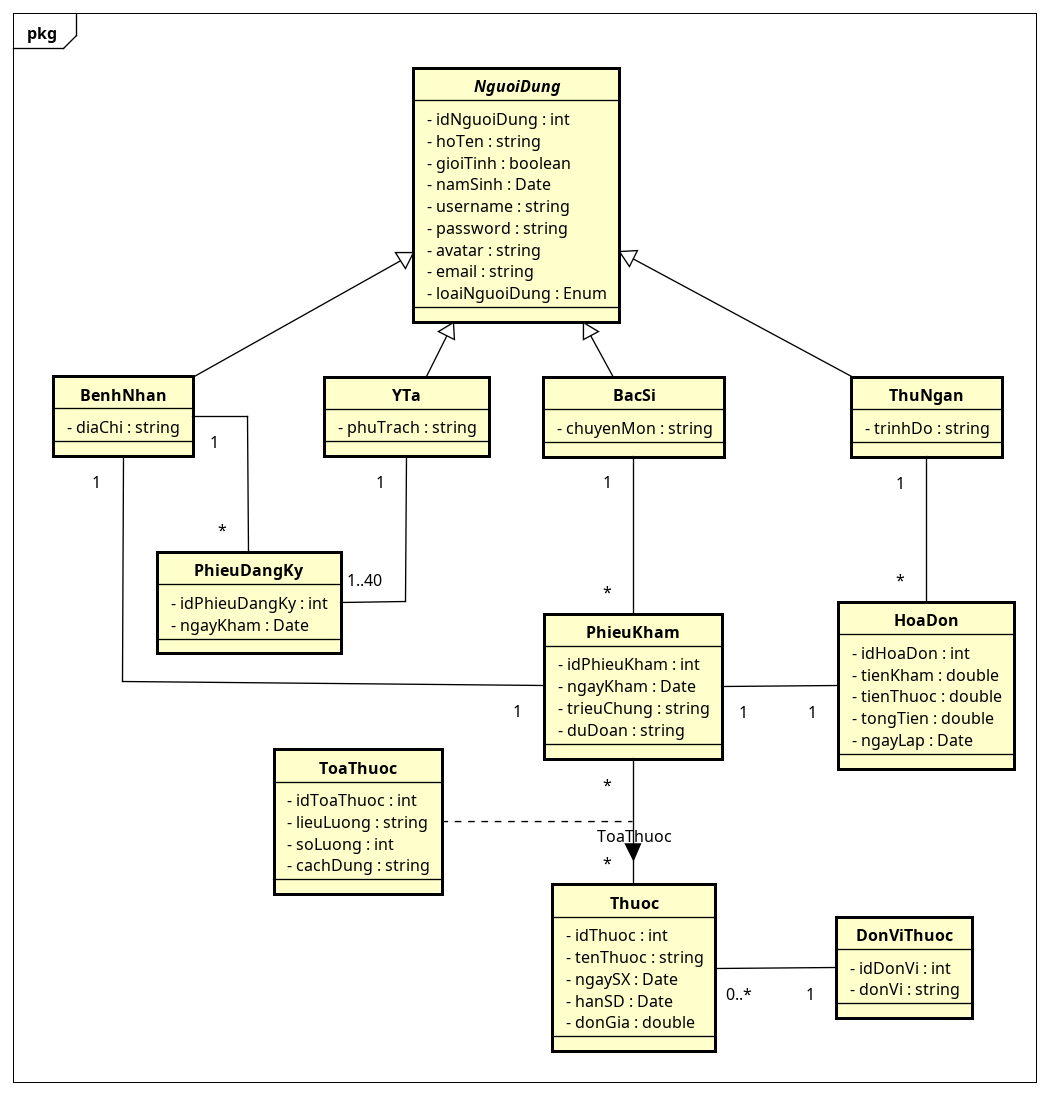 pkg
NguoiDung
- idNguoiDung : int
- hoTen : string
- gioiTinh : boolean
- namSinh : Date
- username : string
- password : string
- avatar : string
- email : string
- loaiNguoiDung : Enum
BenhNhan
- diaChi : string
YTa
- phuTrach : string
BacSi
- chuyenMon : string
ThuNgan
- trinhDo : string
1
1
1
1
1
*
1..40
*
*
PhieuDangKy
- idPhieuDangKy : int
- ngayKham : Date
PhieuKham
- idPhieuKham : int
- ngayKham : Date
- trieuChung : string
- duDoan : string
HoaDon
- idHoaDon : int
- tienKham : double
- tienThuoc : double
- tongTien : double
- ngayLap : Date
1
1
1
ToaThuoc
- idToaThuoc : int
- lieuLuong : string
- soLuong : int
- cachDung : string
*
ToaThuoc
*
Thuoc
- idThuoc : int
- tenThuoc : string
- ngaySX : Date
- hanSD : Date
- donGia : double
0..*
1
DonViThuoc
- idDonVi : int
- donVi : string